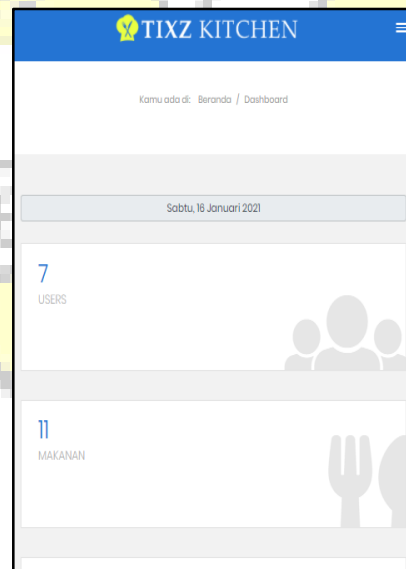 TIXZ KITCHEN
Kamu ada di: Beranda / Dashboard
Sabtu, 16 Januari 2021
7
USERS
11
MAKANAN